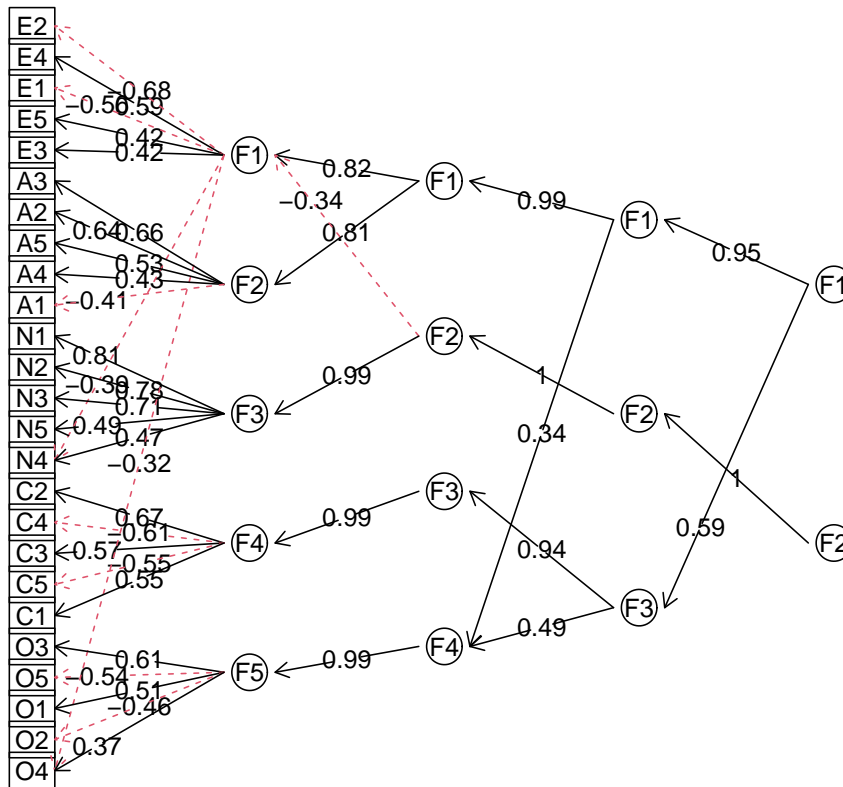 E2
E4
E1
E5
E3
A3
A2
A5
A4
A1
N1
N2
N3
N5
N4
C2
C4
C3
C5
C1
O3
O5
O1
O2
O4
−0.68
0.59
−0.56
0.42
0.42
0.66
0.64
0.53
0.43
−0.41
0.81
−0.39
0.78
0.71
0.49
0.47
−0.32
0.67
−0.61
0.57
−0.55
0.55
0.61
−0.54
0.51
−0.46
0.37
F1
F2
F3
F4
F5
0.82
−0.34
0.81
0.99
0.99
0.99
F1
F2
F3
F4
0.99
1
0.34
0.94
0.49
F1
F2
F3
0.95
1
0.59
F1
F2